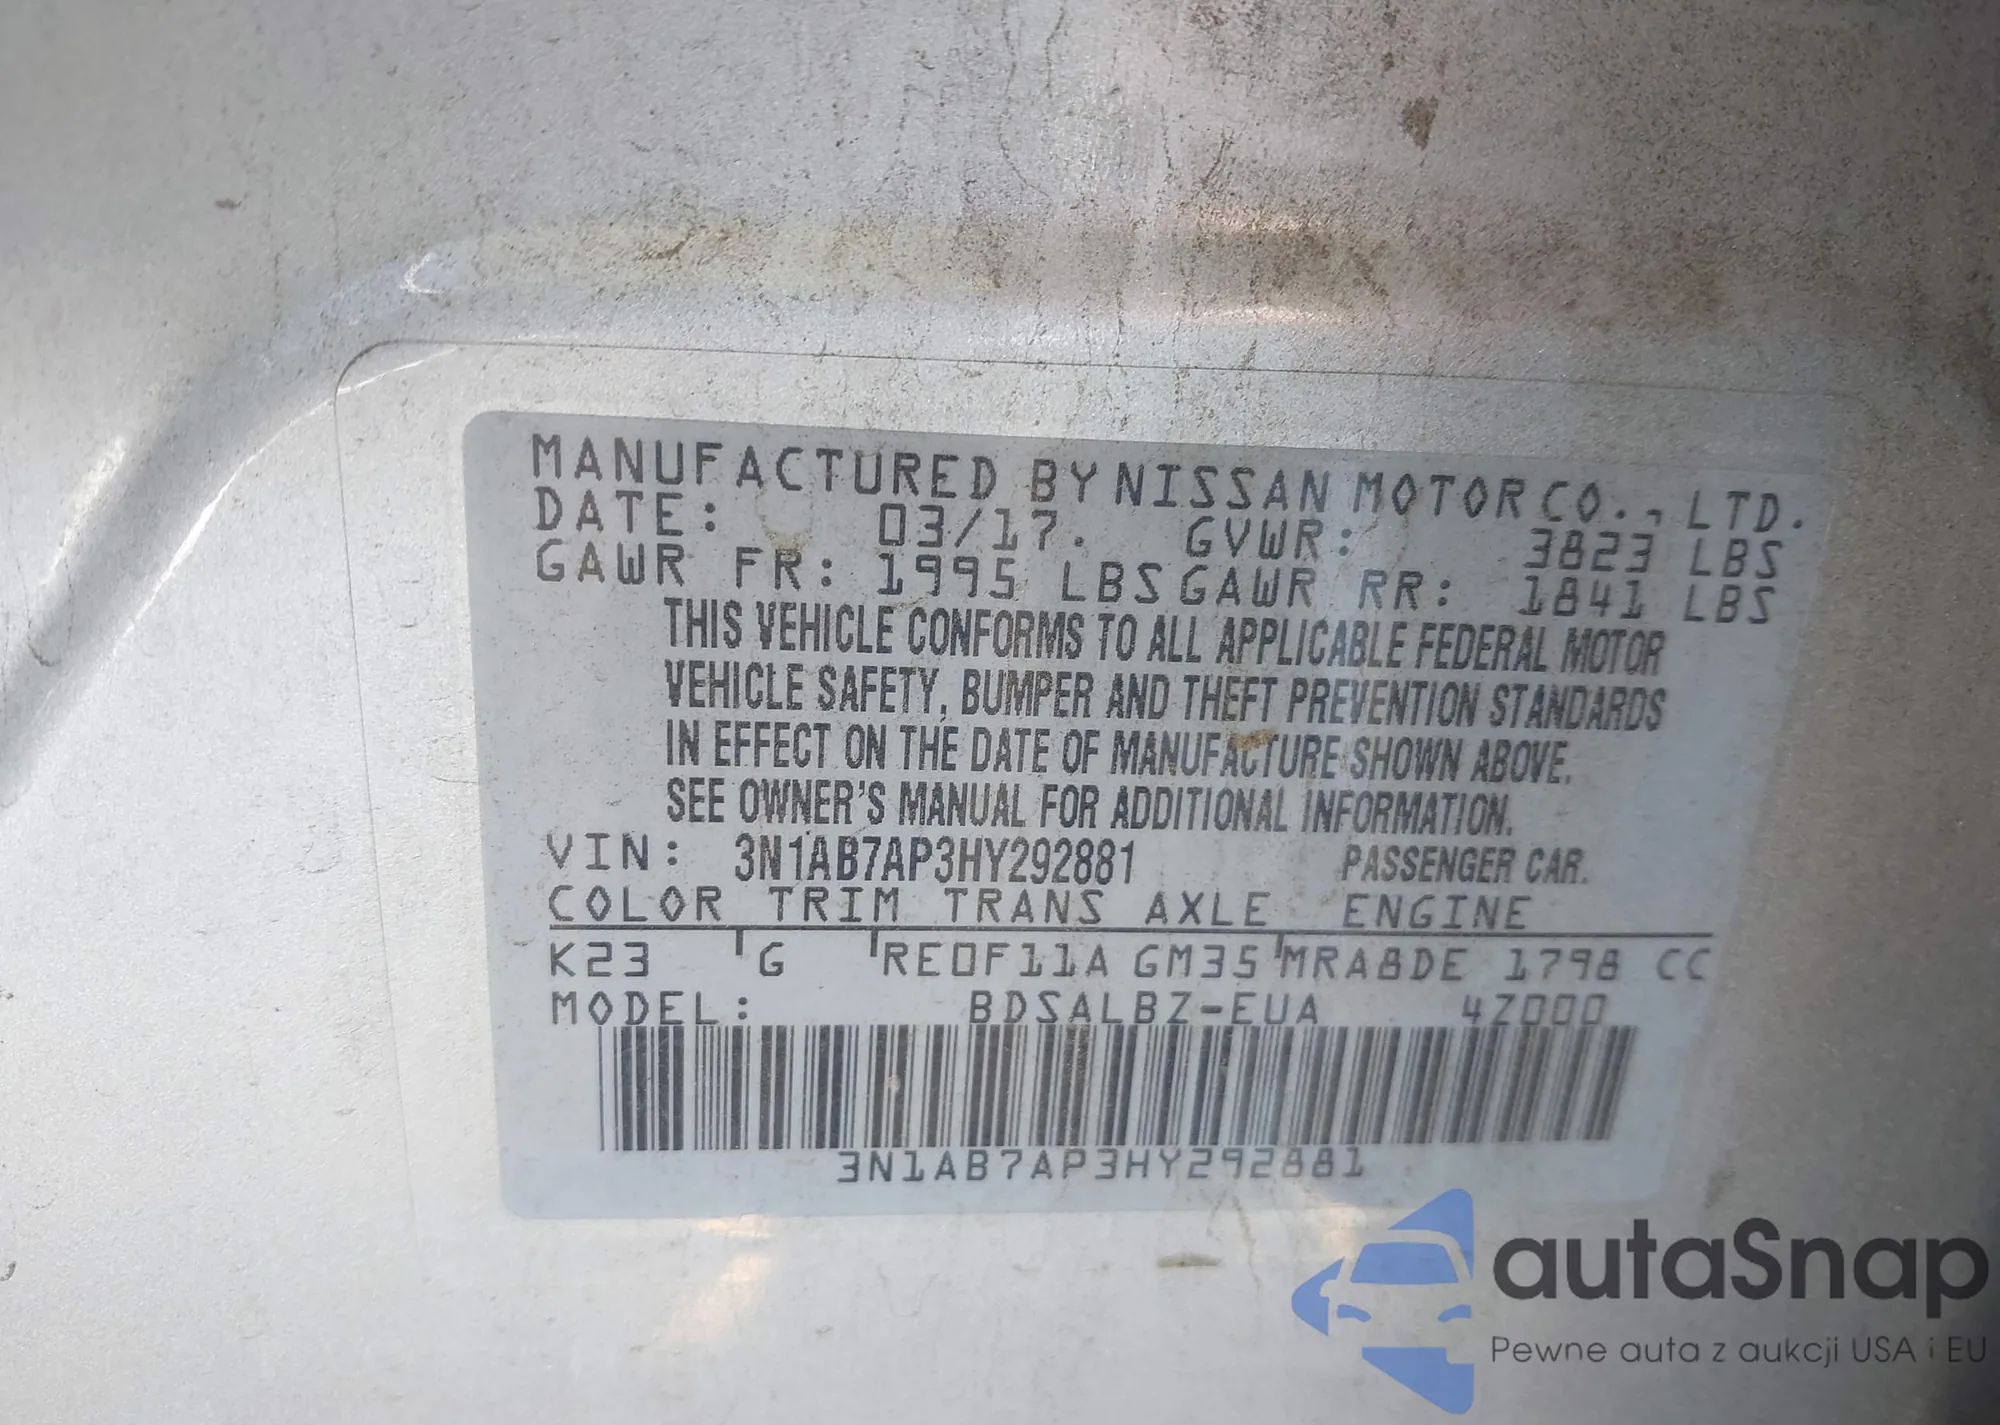 MANUFACTURED BY NISSAN MOTOR CO., LTD.
DATE: 03/17. GVWR: 3823 LBS
GAWR FR: 1995 LBS GAWR RR: 1841 LBS
THIS VEHICLE CONFORMS TO ALL APPLICABLE FEDERAL MOTOR
VEHICLE SAFETY, BUMPER AND THEFT PREVENTION STANDARDS
IN EFFECT ON THE DATE OF MANUFACTURE SHOWN ABOVE.
SEE OWNER'S MANUAL FOR ADDITIONAL INFORMATION.
VIN: 3N1AB7AP3HY292881 PASSENGER CAR.
COLOR TRIM TRANS AXLE ENGINE
K23 G RE0F11A GM35 MRA8DE 1798 CC
MODEL: BDSALBZ-EUA 4Z000
3N1AB7AP3HY292881
autaSnap
Pewne auta z aukcji USA i EU